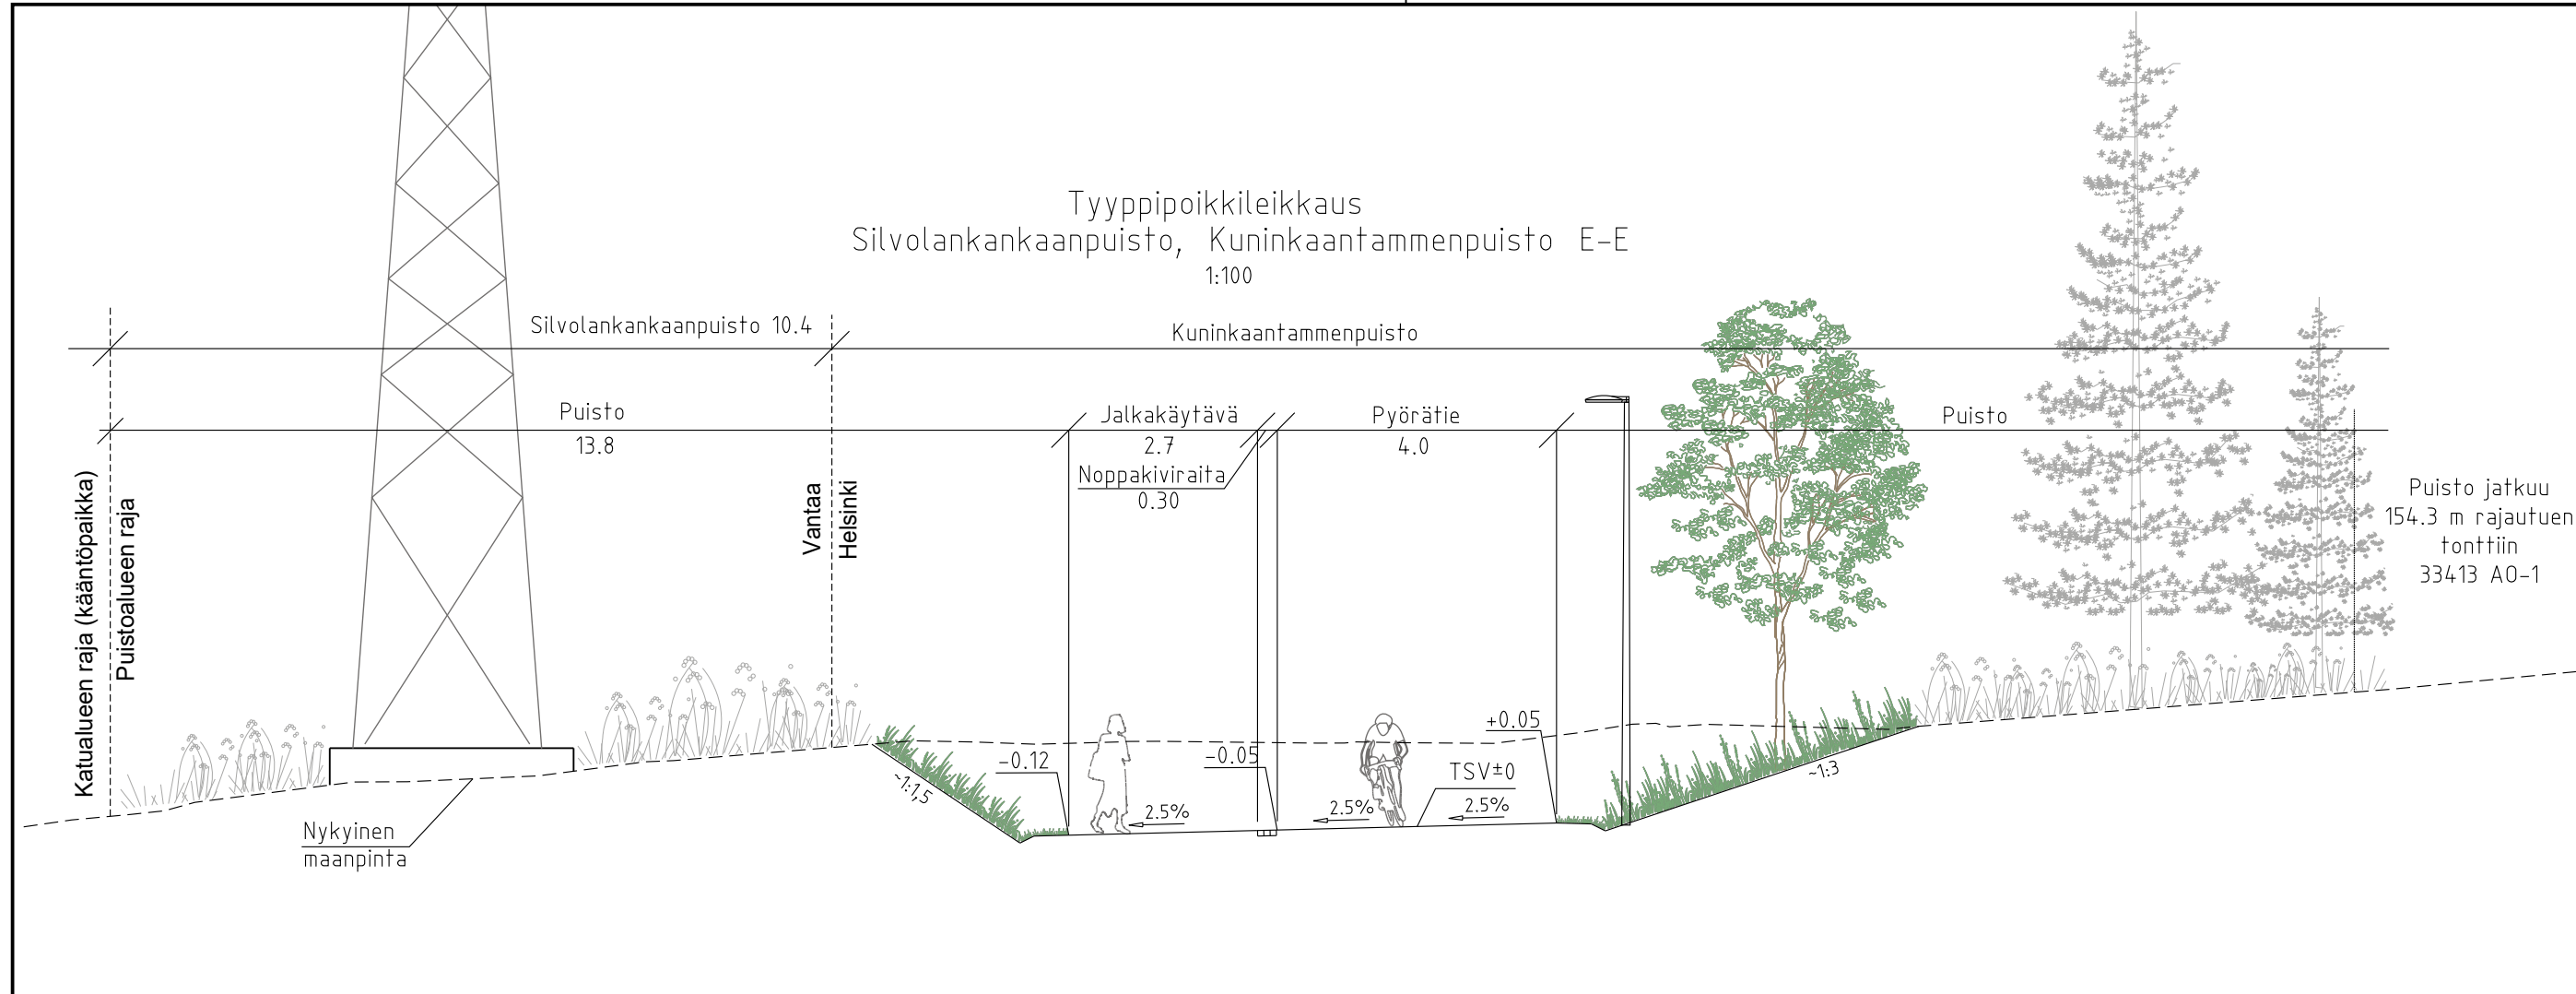 Tyyppipoikkileikkaus
Silvolankankaanpuisto, Kuninkaantammenpuisto E-E
1:100
Silvolankankaanpuisto 10.4
Kuninkaantammenpuisto
Puisto
13.8
Jalkakäytävä
2.7
Noppakiviraita
0.30
Pyörätie
4.0
Puisto
Katualueen raja (kääntöpaikka)
Puistoalueen raja
Vantaa
Helsinki
Puisto jatkuu
154.3 m rajautuen
tonttiin
33413 AO-1
Nykyinen
maanpinta
~1:1,5
-0.12
2.5%
-0.05
2.5%
TSV±0
2.5%
+0.05
~1:3